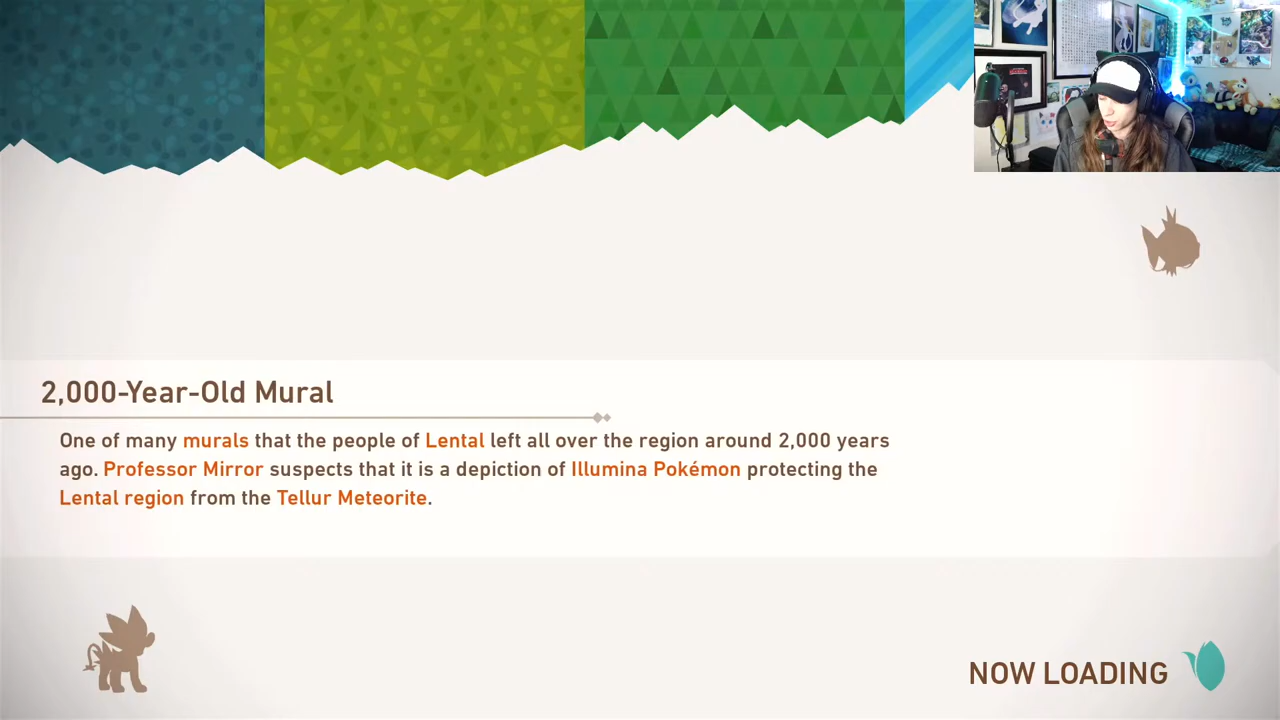 2,000-Year-Old Mural
One of many murals that the people of Lental left all over the region around 2,000 years
ago. Professor Mirror suspects that it is a depiction of Illumina Pokémon protecting the
Lental region from the Tellur Meteorite.
NOW LOADING